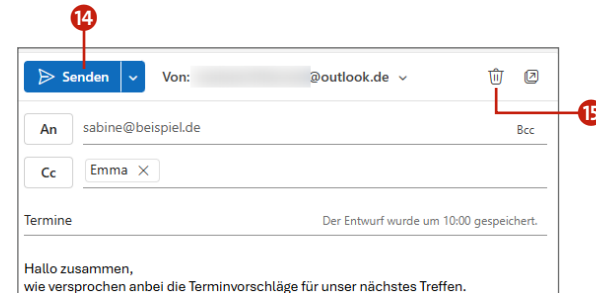 14
Senden Von: @outlook.de
15
An sabine@beispiel.de Bcc
Cc Emma
Termine Der Entwurf wurde um 10:00 gespeichert.
Hallo zusammen,
wie versprochen anbei die Terminvorschläge für unser nächstes Treffen.